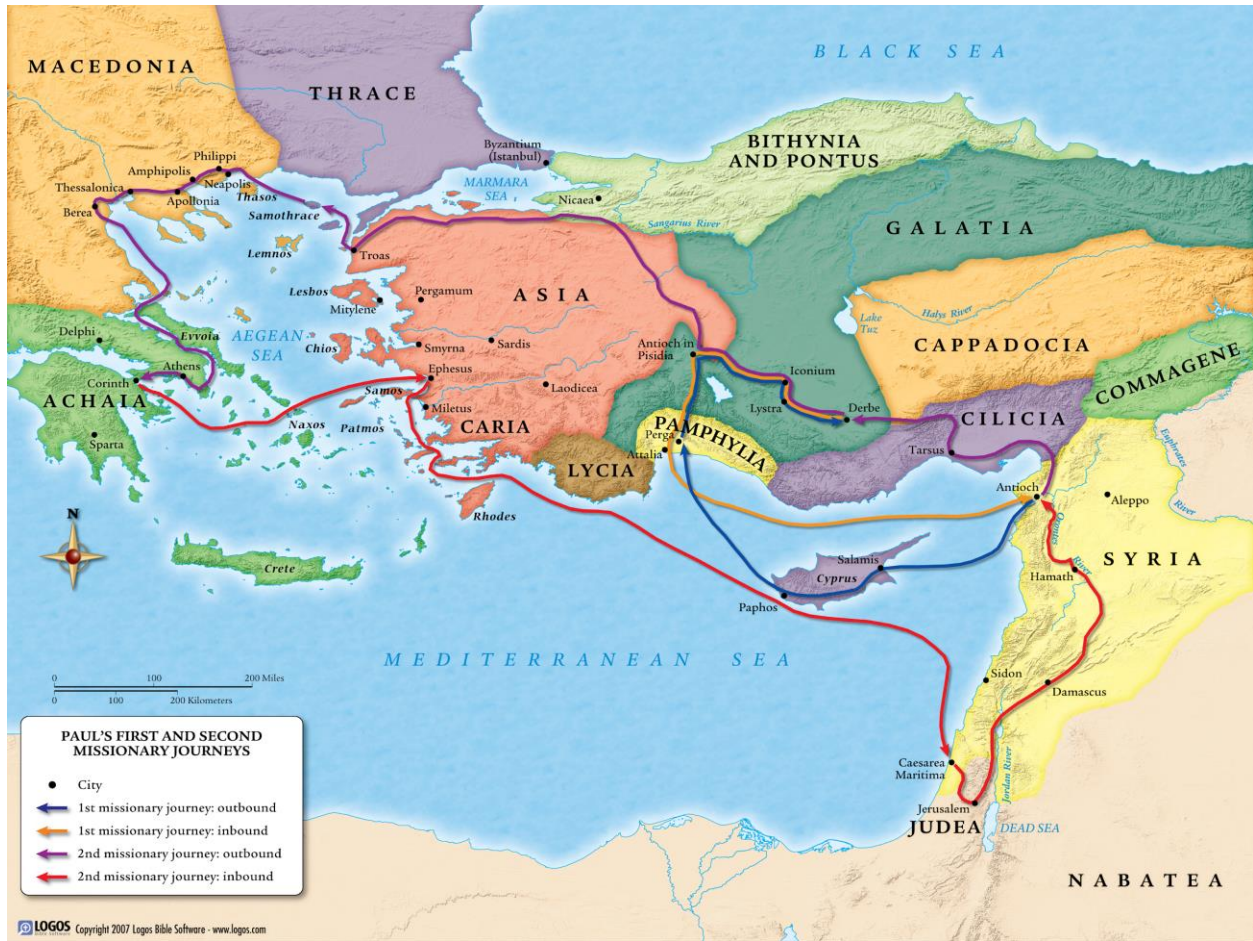 BLACK SEA
MACEDONIA
THRACE
BITHYNIA
AND PONTUS
Byzantium
(Istanbul)
Philippi
Amphipolis
Neapolis
Thessalonica
Apollonia
Thasos
Berea
Samothrace
MARMARA
SEA
Nicaea
Sangarius River
GALATIA
Lemnos
Troas
Lesbos
Mitylene
Pergamum
ASIA
Halys River
Lake
Tuz
CAPPADOCIA
Delphi
Evvoia
AEGEAN
SEA
Chios
Smyrna
Sardis
Antioch in
Pisidia
COMMAGENE
Athens
Corinth
ACHAIA
Ephesus
Samos
Laodicea
Iconium
Lystra
Derbe
CILICIA
Miletus
Naxos
Patmos
CARIA
Sparta
PAMPHYLIA
Perga
Attalia
Tarsus
Euphrates
River
LYCIA
Antioch
Aleppo
Rhodes
Orontes
River
N
Crete
Salamis
Cyprus
Paphos
Hamath
SYRIA
MEDITERRANEAN SEA
Sidon
Damascus
0 100 200 Miles
0 100 200 Kilometers
PAUL'S FIRST AND SECOND
MISSIONARY JOURNEYS
City
1st missionary journey: outbound
1st missionary journey: inbound
2nd missionary journey: outbound
2nd missionary journey: inbound
Caesarea
Maritima
Jordan River
Jerusalem
JUDEA
DEAD SEA
NABATEA
LOGOS Copyright 2007 Logos Bible Software - www.logos.com